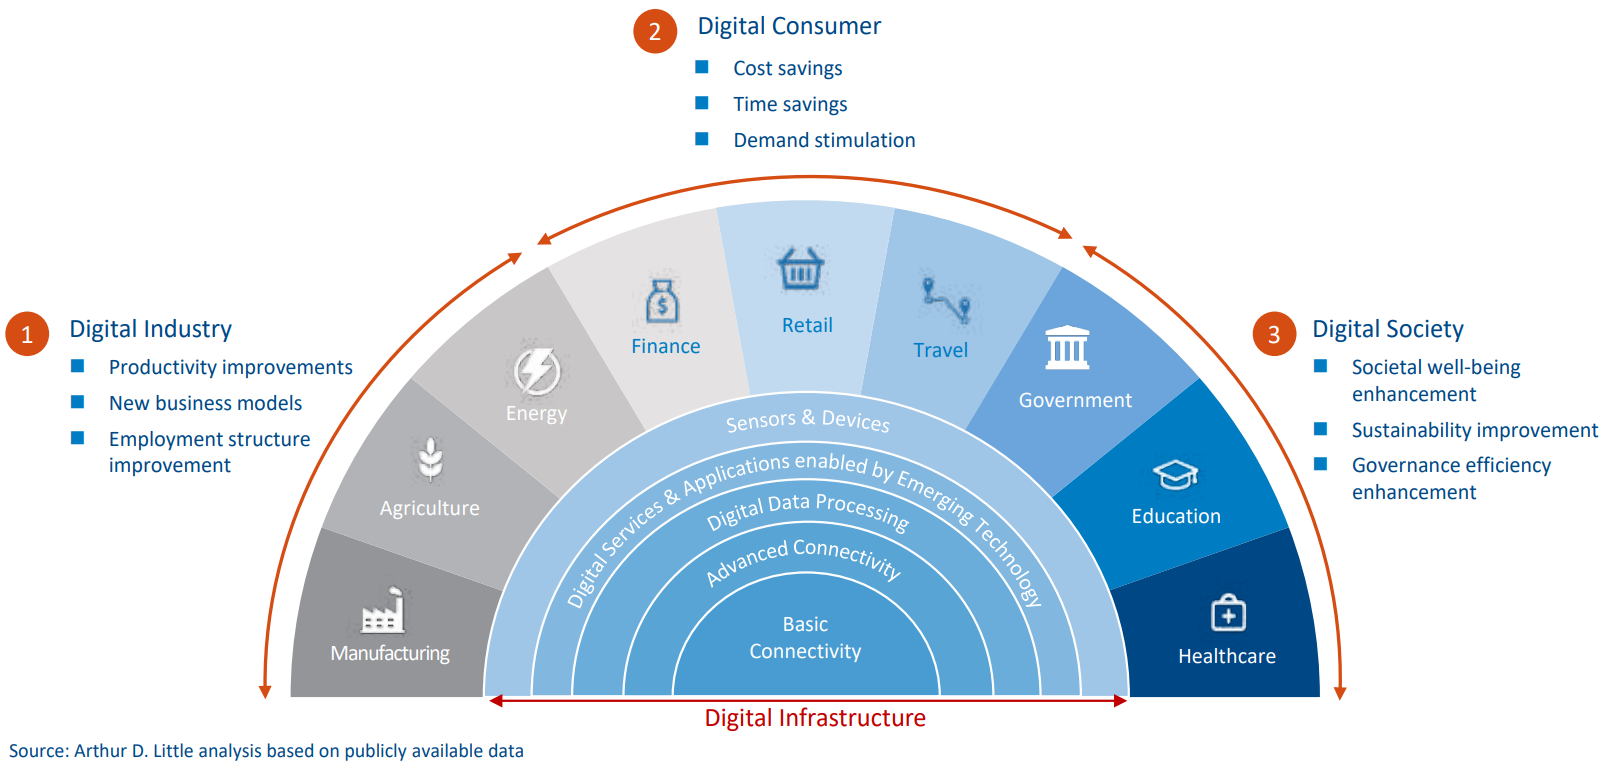 2
Digital Consumer
Cost savings
Time savings
Demand stimulation
1
Digital Industry
Productivity improvements
New business models
Employment structure
improvement
3
Digital Society
Societal well-being
enhancement
Sustainability improvement
Governance efficiency
enhancement
Manufacturing
Agriculture
Energy
Finance
$
Retail
Travel
Government
Education
Healthcare
Sensors & Devices
Digital Services & Applications enabled by Emerging Technology
Digital Data Processing
Advanced Connectivity
Basic
Connectivity
Digital Infrastructure
Source: Arthur D. Little analysis based on publicly available data